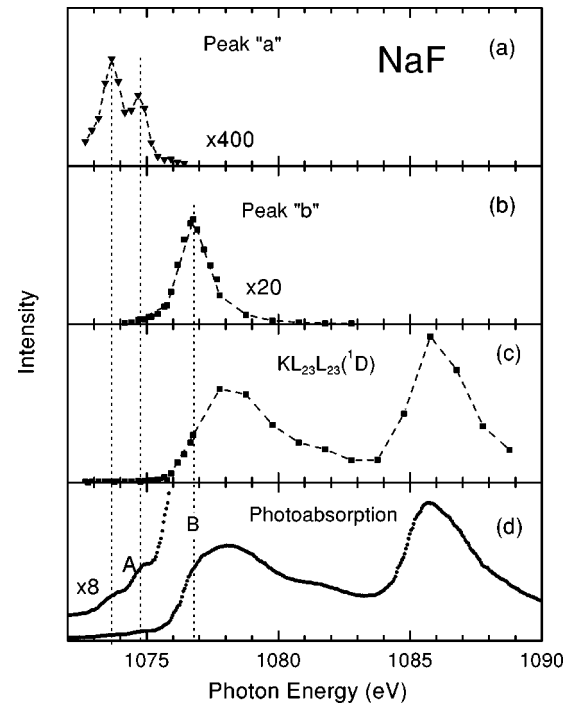 Peak "a"
NaF
(a)
x400
Peak "b"
(b)
x20
Intensity
KL₂₃L₂₃(¹D)
(c)
B
Photoabsorption
(d)
A
x8
1075 1080 1085 1090
Photon Energy (eV)